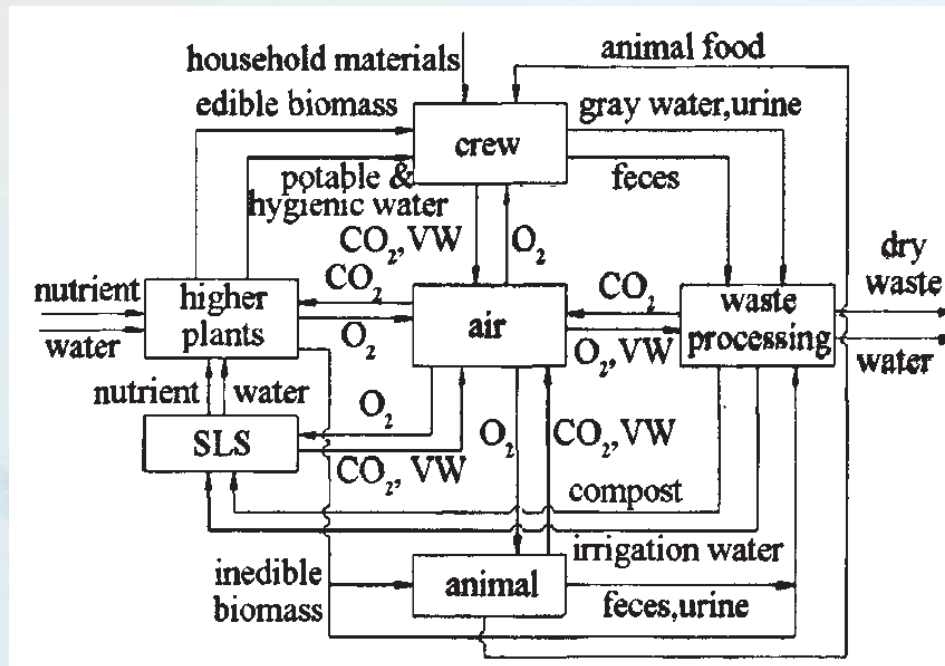 household materials
animal food
edible biomass
gray water,urine
crew
potable &
hygienic water
feces
CO2, VW
O2
dry
waste
nutrient
water
higher
plants
CO2
O2
air
CO2
O2, VW
waste
processing
water
nutrient
water
SLS
O2
CO2, VW
O2
CO2, VW
compost
irrigation water
inedible
biomass
animal
feces,urine